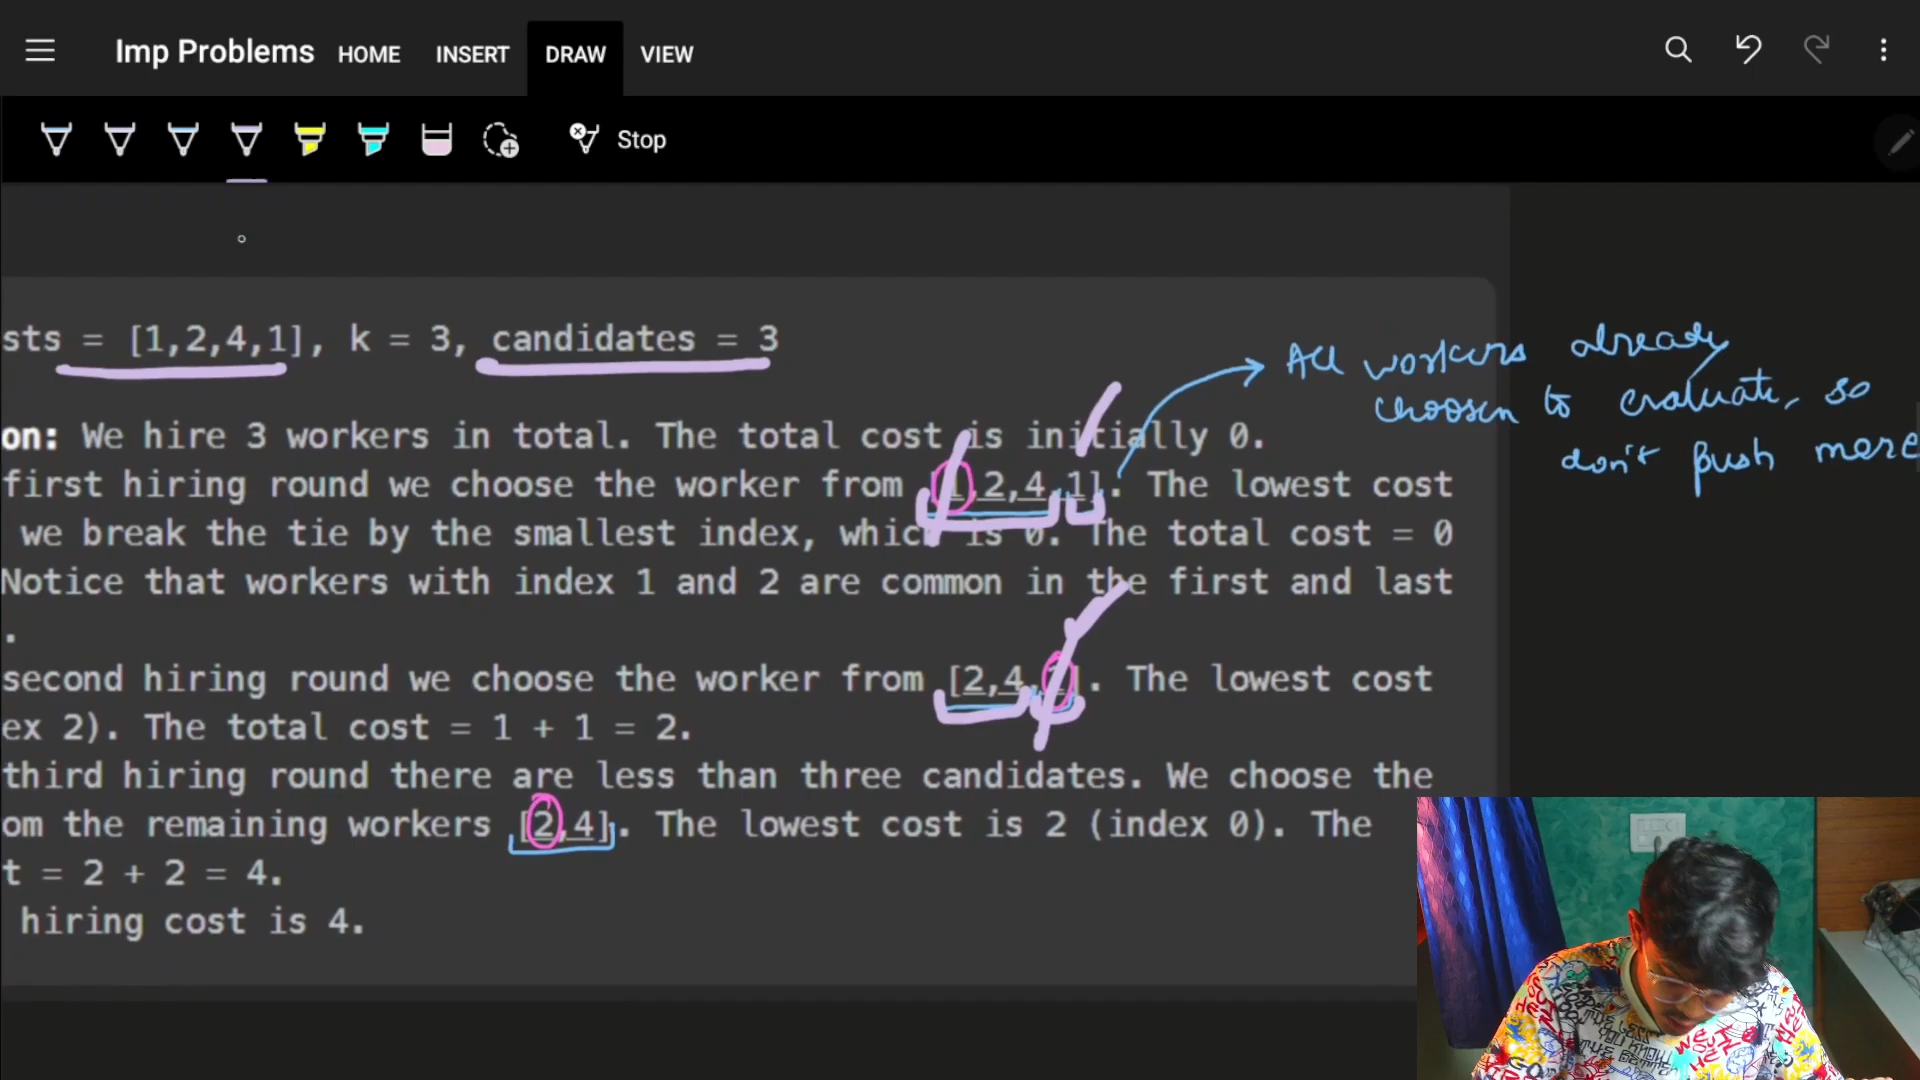 Imp Problems HOME INSERT DRAW VIEW
Stop
sts = [1,2,4,1], k = 3, candidates = 3
All workers already
choosen to evaluate, so
don't push more
on: We hire 3 workers in total. The total cost is initially 0.
first hiring round we choose the worker from [1,2,4,1]. The lowest cost
we break the tie by the smallest index, which is 0. The total cost = 0
Notice that workers with index 1 and 2 are common in the first and last
.
second hiring round we choose the worker from [2,4,1]. The lowest cost
ex 2). The total cost = 1 + 1 = 2.
third hiring round there are less than three candidates. We choose the
om the remaining workers [2,4]. The lowest cost is 2 (index 0). The
t = 2 + 2 = 4.
hiring cost is 4.